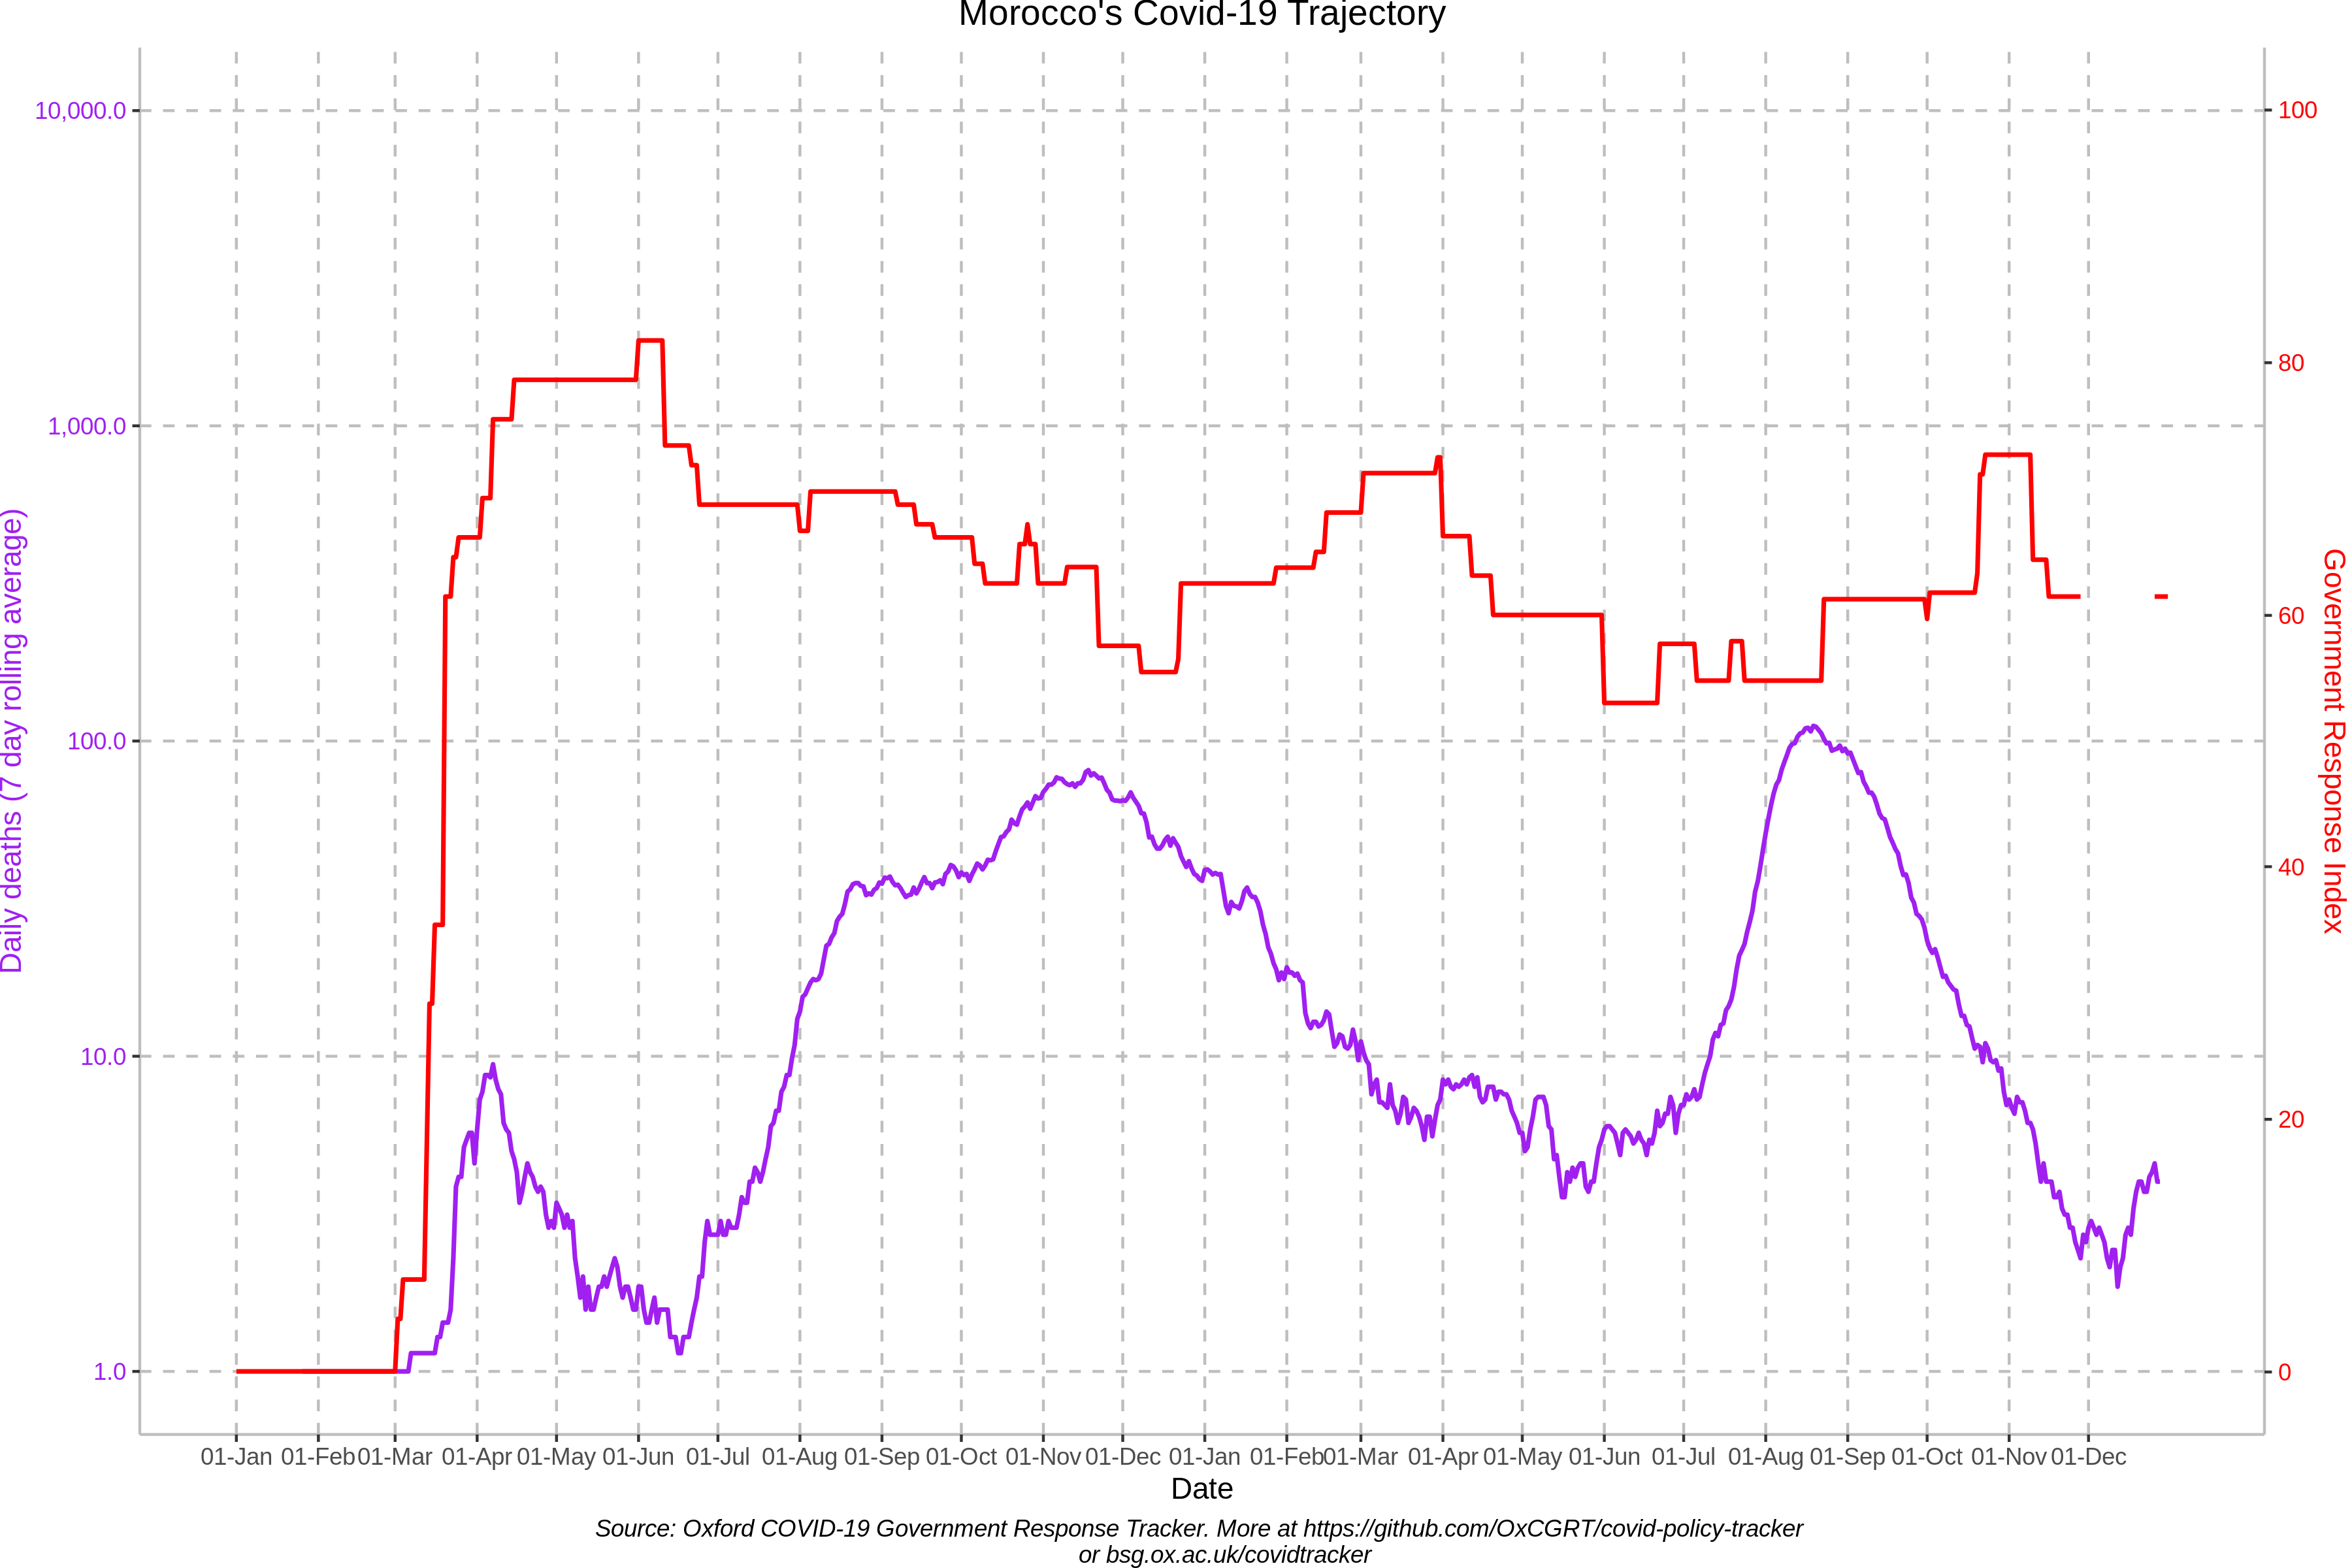 Morocco's Covid-19 Trajectory
10,000.0
1,000.0
100.0
10.0
1.0
Daily deaths (7 day rolling average)
100
80
60
40
20
0
Government Response Index
01-Jan 01-Feb 01-Mar 01-Apr 01-May 01-Jun 01-Jul 01-Aug 01-Sep 01-Oct 01-Nov 01-Dec 01-Jan 01-Feb 01-Mar 01-Apr 01-May 01-Jun 01-Jul 01-Aug 01-Sep 01-Oct 01-Nov 01-Dec
Date
Source: Oxford COVID-19 Government Response Tracker. More at https://github.com/OxCGRT/covid-policy-tracker
or bsg.ox.ac.uk/covidtracker